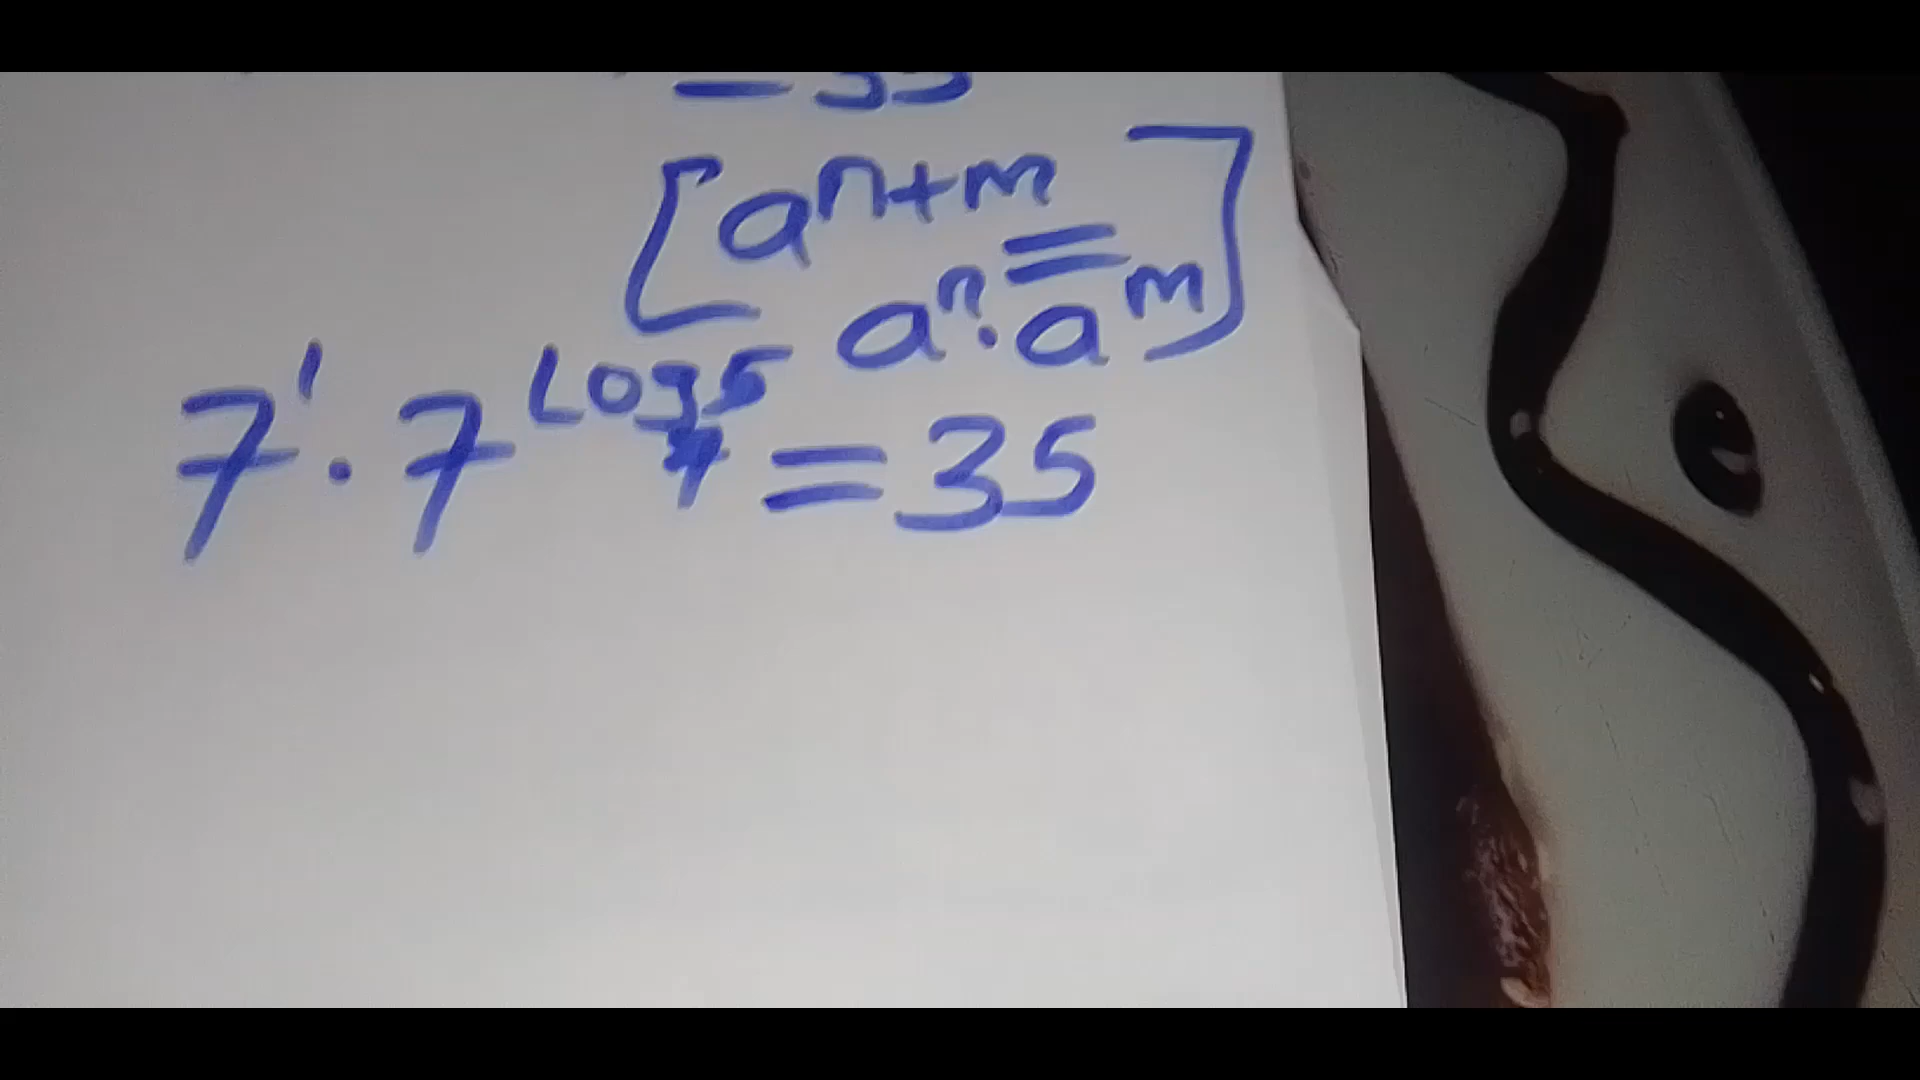 = 35
[a^{n+m} =
a^n . a^m]
7^1 . 7^{Log_7 5} = 35